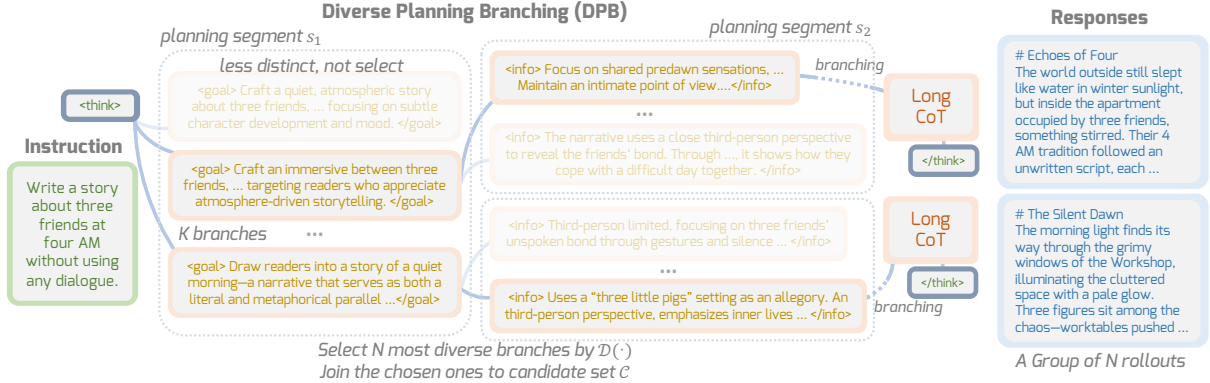 Diverse Planning Branching (DPB)
Responses
planning segment s₁
planning segment s₂
less distinct, not select
<think>
Instruction
Write a story
about three
friends at
four AM
without using
any dialogue.
<goal> Craft a quiet, atmospheric story
about three friends, ... focusing on subtle
character development and mood. </goal>
<goal> Craft an immersive between three
friends, ... targeting readers who appreciate
atmosphere-driven storytelling. </goal>
K branches
...
<goal> Draw readers into a story of a quiet
morning—a narrative that serves as both a
literal and metaphorical parallel ...</goal>
<info> Focus on shared predawn sensations, ...
Maintain an intimate point of view....</info>
...
<info> The narrative uses a close third-person perspective
to reveal the friends' bond. Through ..., it shows how they
cope with a difficult day together. </info>
<info> Third-person limited, focusing on three friends'
unspoken bond through gestures and silence ... </info>
...
<info> Uses a "three little pigs" setting as an allegory. An
third-person perspective, emphasizes inner lives ... </info>
branching
Long
CoT
</think>
Long
CoT
</think>
branching
# Echoes of Four
The world outside still slept
like water in winter sunlight,
but inside the apartment
occupied by three friends,
something stirred. Their 4
AM tradition followed an
unwritten script, each ...
# The Silent Dawn
The morning light finds its
way through the grimy
windows of the Workshop,
illuminating the cluttered
space with a pale glow.
Three figures sit among the
chaos—worktables pushed ...
Select N most diverse branches by 𝒟(·)
Join the chosen ones to candidate set 𝒞
A Group of N rollouts